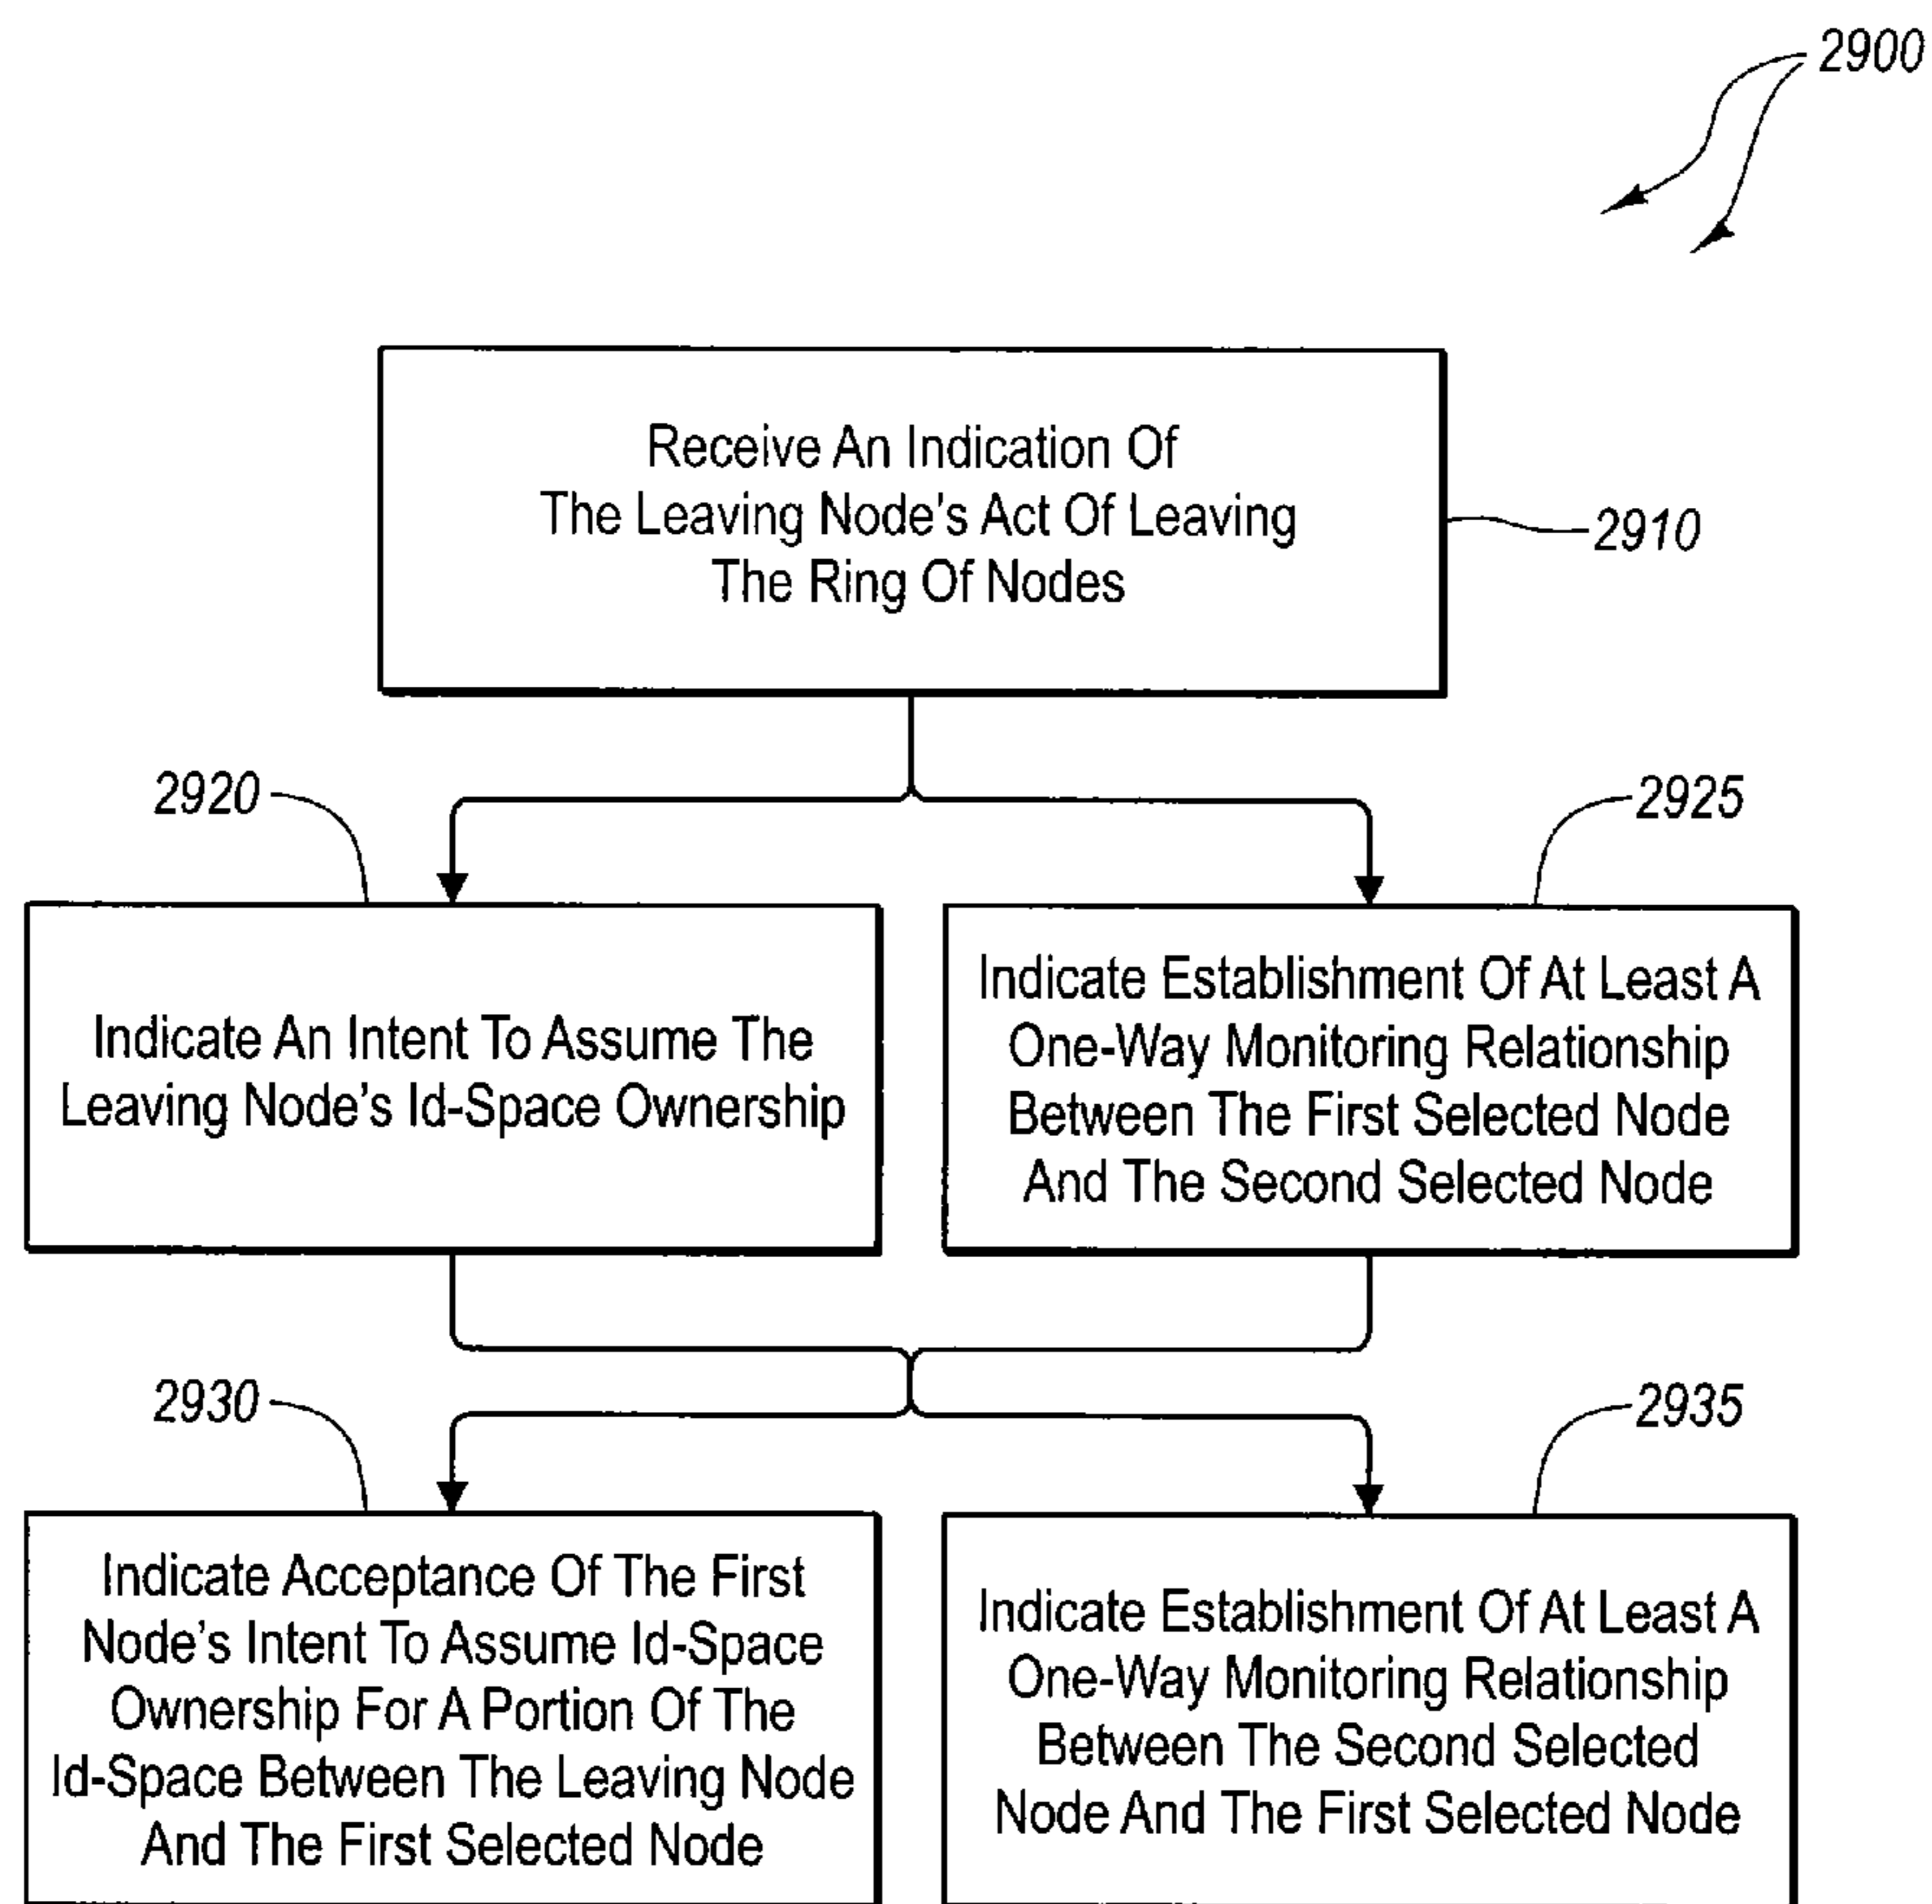 2900
Receive An Indication Of
The Leaving Node's Act Of Leaving
The Ring Of Nodes
2910
2920
2925
Indicate An Intent To Assume The
Leaving Node's Id-Space Ownership
Indicate Establishment Of At Least A
One-Way Monitoring Relationship
Between The First Selected Node
And The Second Selected Node
2930
2935
Indicate Acceptance Of The First
Node's Intent To Assume Id-Space
Ownership For A Portion Of The
Id-Space Between The Leaving Node
And The First Selected Node
Indicate Establishment Of At Least A
One-Way Monitoring Relationship
Between The Second Selected
Node And The First Selected Node